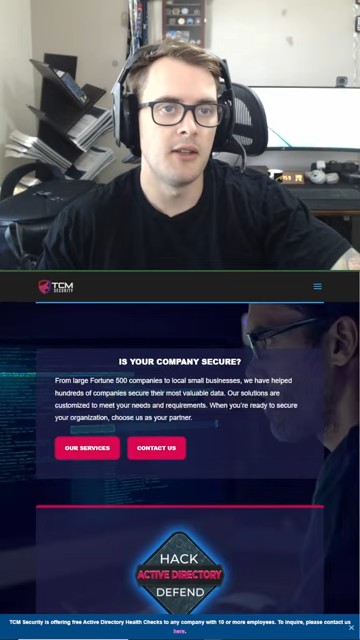 TCM
SECURITY
IS YOUR COMPANY SECURE?
From large Fortune 500 companies to local small businesses, we have helped
hundreds of companies secure their most valuable data. Our solutions are
customized to meet your needs and requirements. When you're ready to secure
your organization, choose us as your partner.
OUR SERVICES
CONTACT US
HACK
ACTIVE DIRECTORY
DEFEND
TCM Security is offering free Active Directory Health Checks to any company with 10 or more employees. To inquire, please contact us
here.